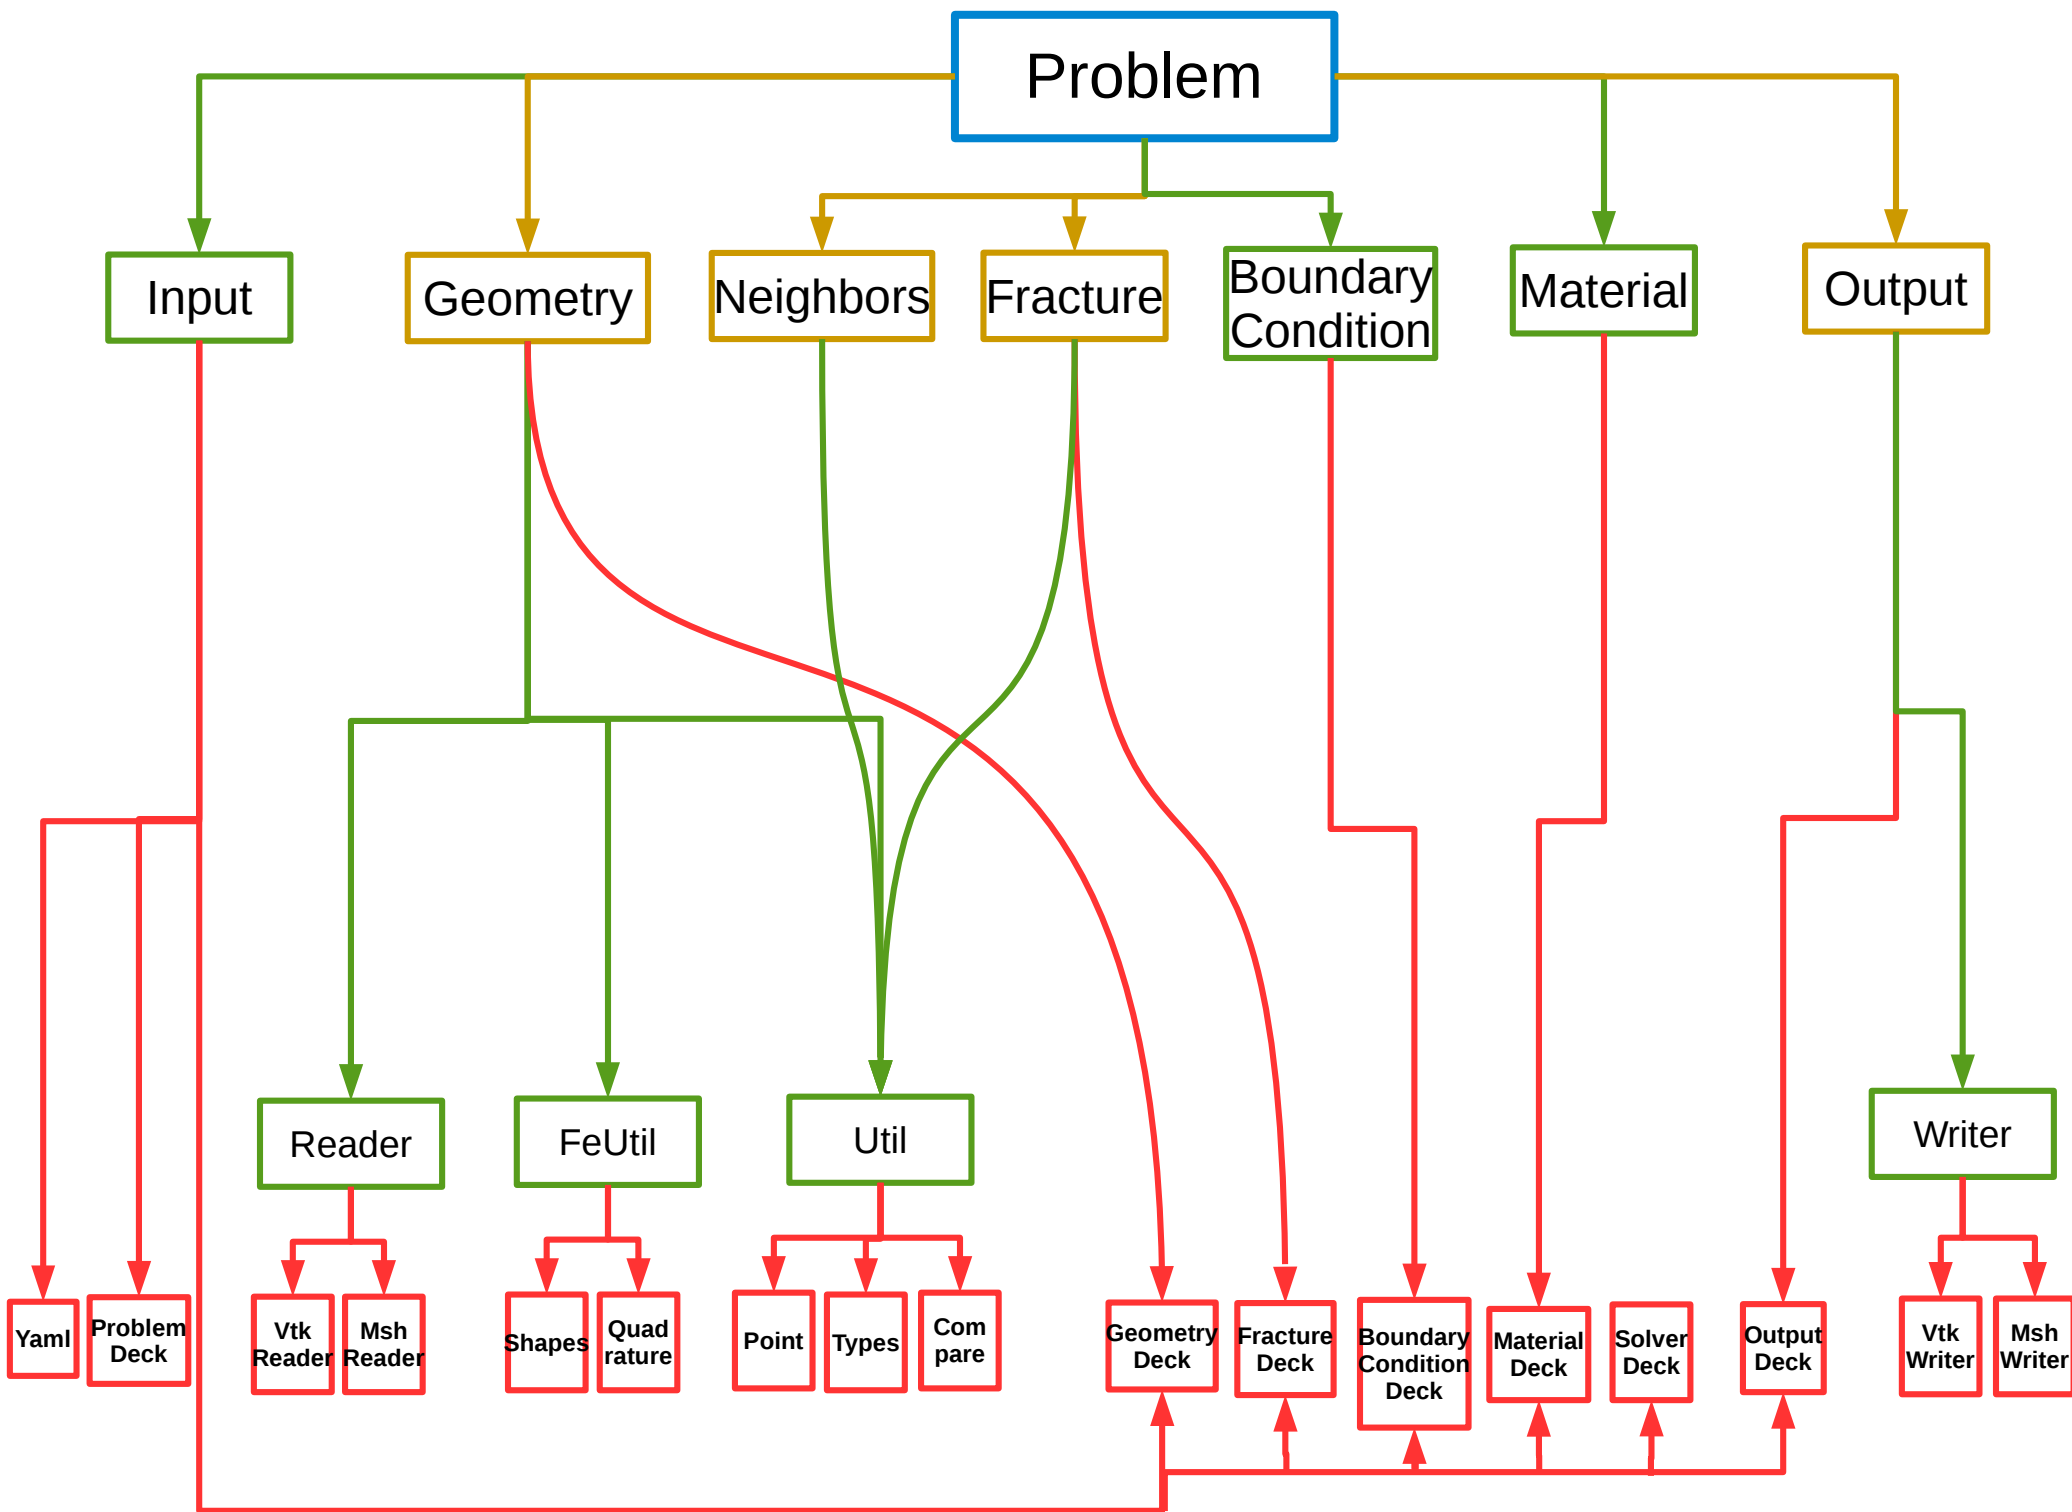 Problem
Input
Geometry
Neighbors
Fracture
Boundary
Condition
Material
Output
Reader
FeUtil
Util
Writer
Yaml
Problem
Deck
Vtk
Reader
Msh
Reader
Shapes
Quad
rature
Point
Types
Com
pare
Geometry
Deck
Fracture
Deck
Boundary
Condition
Deck
Material
Deck
Solver
Deck
Output
Deck
Vtk
Writer
Msh
Writer